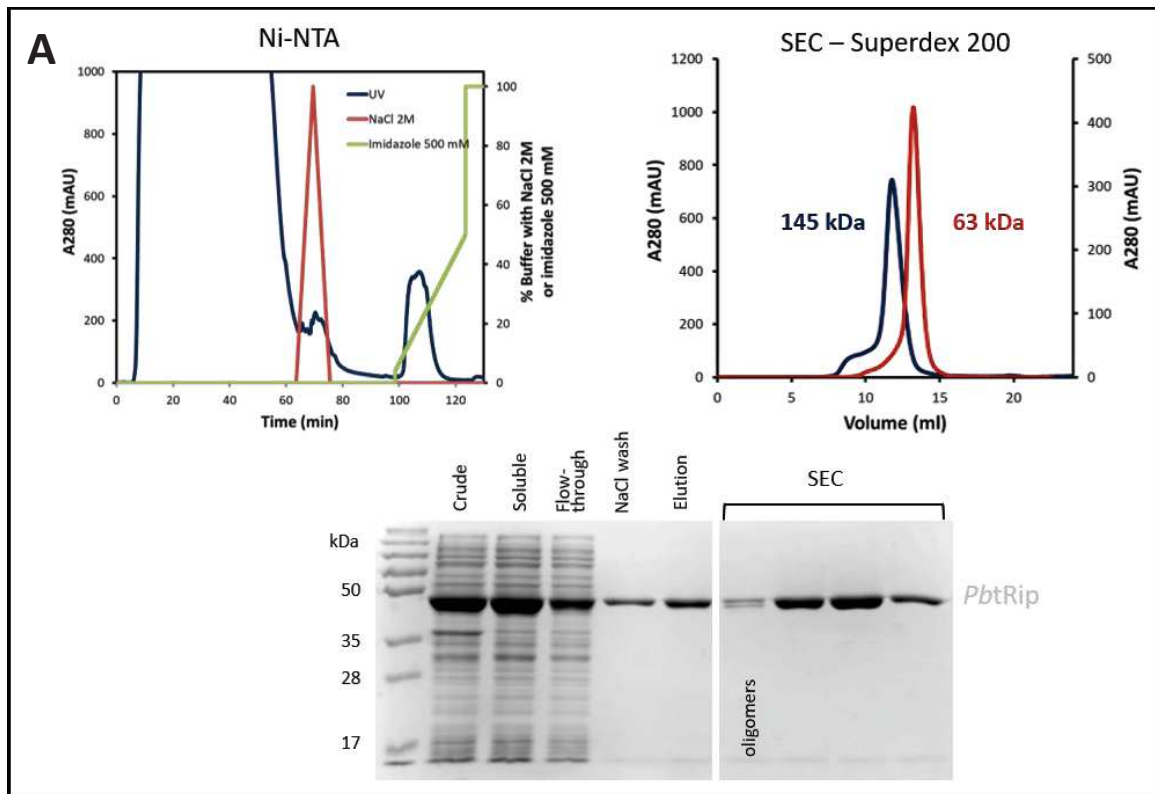 A
Ni-NTA
1000
800
600
400
200
0
A280 (mAU)
UV
NaCl 2M
Imidazole 500 mM
100
80
60
40
20
0
% Buffer with NaCl 2M
or imidazole 500 mM
0 20 40 60 80 100 120
Time (min)
SEC – Superdex 200
1200
1000
800
600
400
200
0
A280 (mAU)
145 kDa
63 kDa
500
400
300
200
100
0
A280 (mAU)
0 5 10 15 20
Volume (ml)
Crude
Soluble
Flow-
through
NaCl wash
Elution
SEC
kDa
50
35
28
17
oligomers
PbtRip